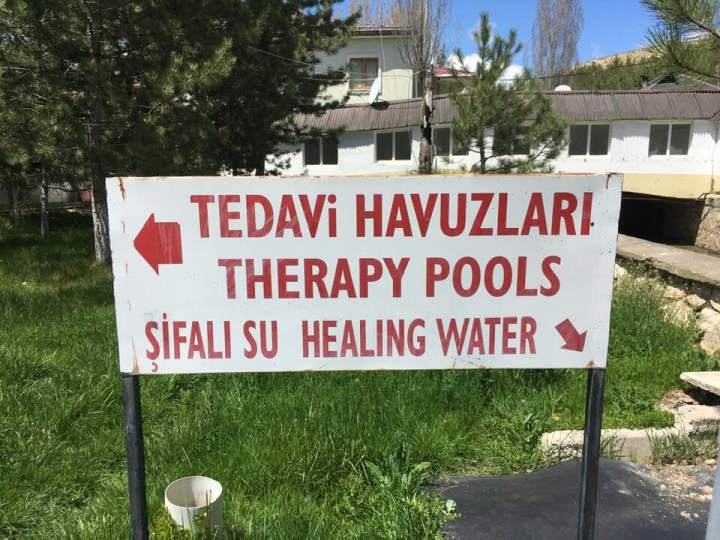 TEDAVi HAVUZLARI
THERAPY POOLS
ŞİFALI SU HEALING WATER